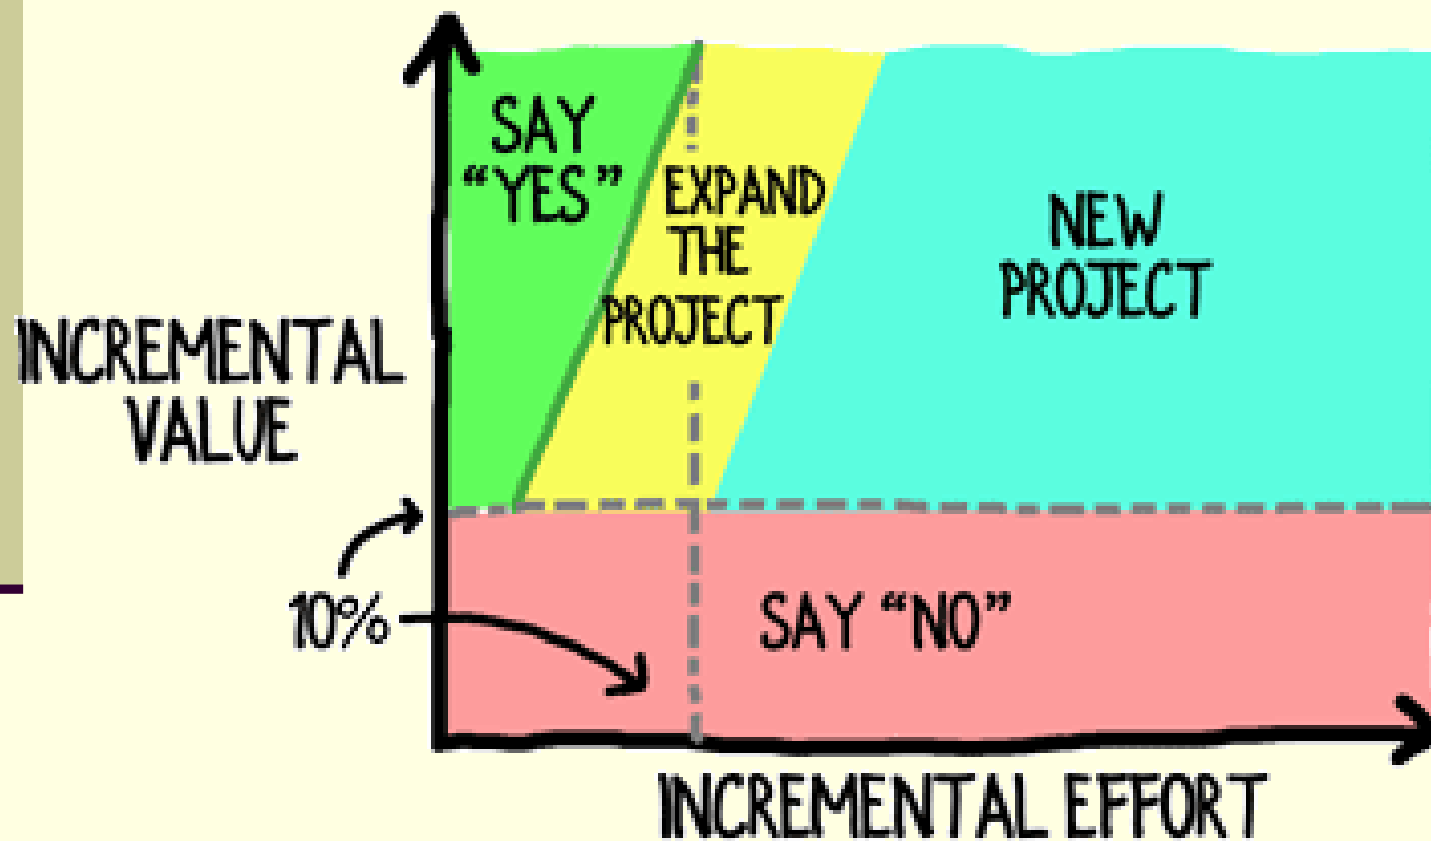 SAY
“YES”
EXPAND
THE
PROJECT
NEW
PROJECT
INCREMENTAL
VALUE
10%
SAY “NO”
INCREMENTAL EFFORT